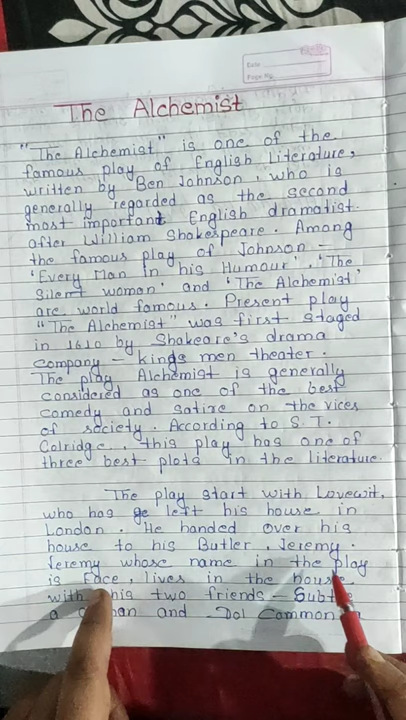 Date
Page No.
The Alchemist
"The Alchemist" is one of the
famous play of English Literature,
written by Ben Johnson, who is
generally regarded as the second
most important English dramatist.
after William Shakespeare. Amang
the famous play of Johnson -
'Every Man in his Humour', 'The
Silent woman' and 'The Alchemist'
are world famous. Present play
"The Alchemist" was first staged
in 1610 by Shakeare's drama
company - kings men theater.
The play Alchemist is generally
considered as one of the best
comedy and satire on the vices
of society. According to S.T.
Colridge, this play has one of
three best plots in the literature.
The play start with Lovewit,
who has left his house in
London. He handed over his
house to his Butler, Jeremy.
Jeremy whose name in the play
is Face, lives in the house
with his two friends - Subtle
a and Dol Common